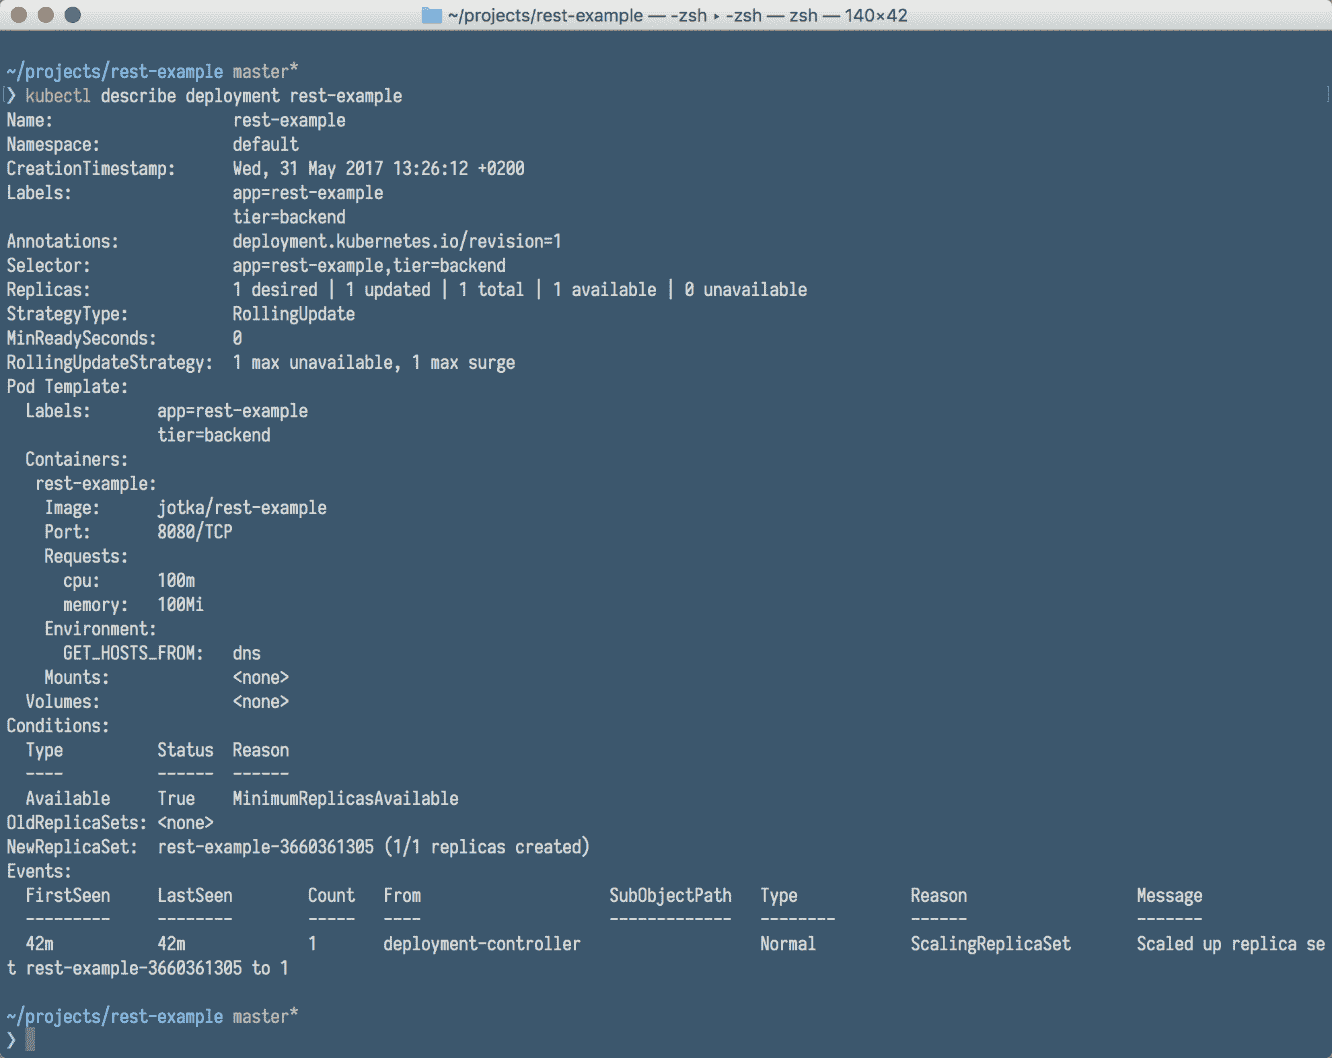 ~/projects/rest-example — -zsh ▸ -zsh — zsh — 140×42
~/projects/rest-example master*
❯ kubectl describe deployment rest-example
Name:                   rest-example
Namespace:              default
CreationTimestamp:      Wed, 31 May 2017 13:26:12 +0200
Labels:                 app=rest-example
                        tier=backend
Annotations:            deployment.kubernetes.io/revision=1
Selector:               app=rest-example,tier=backend
Replicas:               1 desired | 1 updated | 1 total | 1 available | 0 unavailable
StrategyType:           RollingUpdate
MinReadySeconds:        0
RollingUpdateStrategy:  1 max unavailable, 1 max surge
Pod Template:
  Labels:       app=rest-example
                tier=backend
  Containers:
   rest-example:
    Image:      jotka/rest-example
    Port:       8080/TCP
    Requests:
      cpu:      100m
      memory:   100Mi
    Environment:
      GET_HOSTS_FROM:   dns
    Mounts:             <none>
  Volumes:              <none>
Conditions:
  Type          Status  Reason
  ----          ------  ------
  Available     True    MinimumReplicasAvailable
OldReplicaSets: <none>
NewReplicaSet:  rest-example-3660361305 (1/1 replicas created)
Events:
  FirstSeen     LastSeen        Count   From                    SubObjectPath   Type            Reason                  Message
  ---------     --------        -----   ----                    -------------   --------        ------                  -------
  42m           42m             1       deployment-controller                   Normal          ScalingReplicaSet       Scaled up replica se
t rest-example-3660361305 to 1
~/projects/rest-example master*
❯